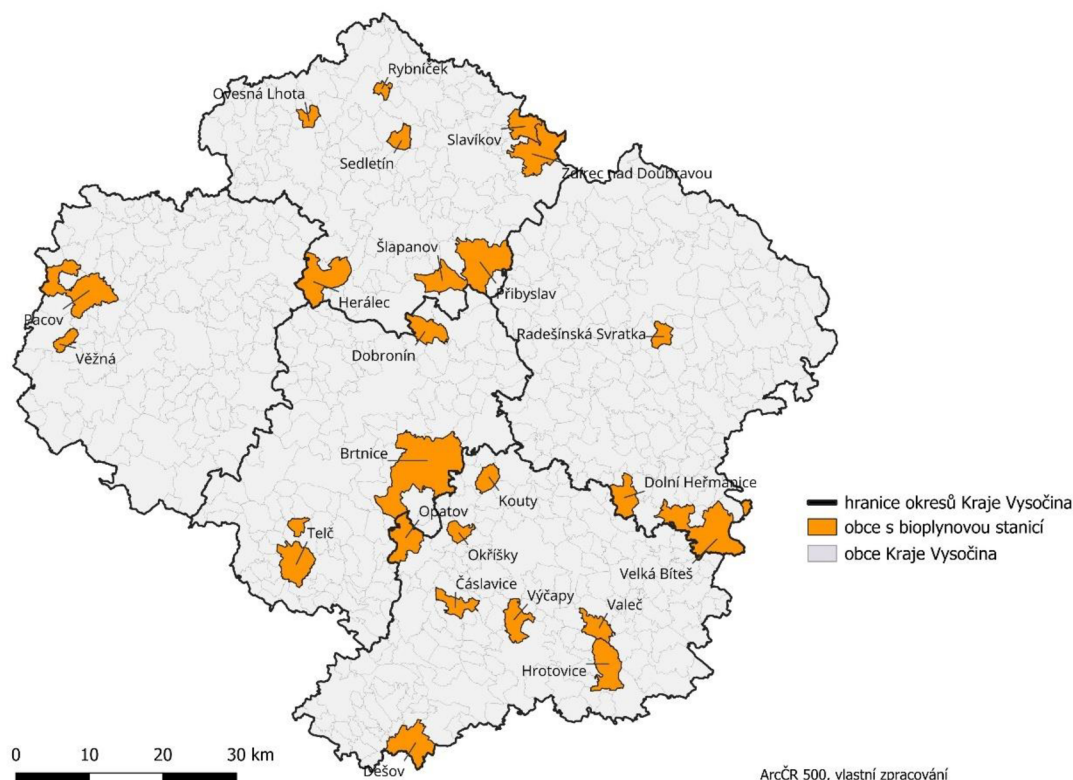 Rybníček
Ovesná Lhota
Slavíkov
Sedletín
Ždírec nad Doubravou
Šlapanov
Přibyslav
Herálec
Pacov
Radešínská Svratka
Dobronín
Věžná
Brtnice
Dolní Heřmanice
Kouty
Opatov
Telč
Okříšky
Velká Bíteš
Čáslavice
Výčapy
Valeč
Hrotovice
Dešov
hranice okresů Kraje Vysočina
obce s bioplynovou stanicí
obce Kraje Vysočina
0 10 20 30 km
ArcČR 500, vlastní zpracování